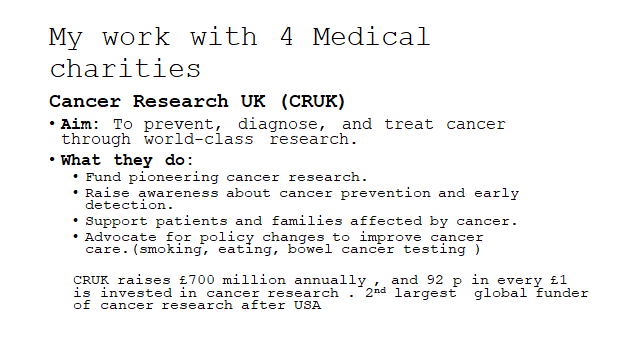 My work with 4 Medical
charities
Cancer Research UK (CRUK)
• Aim: To prevent, diagnose, and treat cancer
through world-class research.
• What they do:
• Fund pioneering cancer research.
• Raise awareness about cancer prevention and early
detection.
• Support patients and families affected by cancer.
• Advocate for policy changes to improve cancer
care.(smoking, eating, bowel cancer testing )
CRUK raises £700 million annually , and 92 p in every £1
is invested in cancer research . 2nd largest global funder
of cancer research after USA